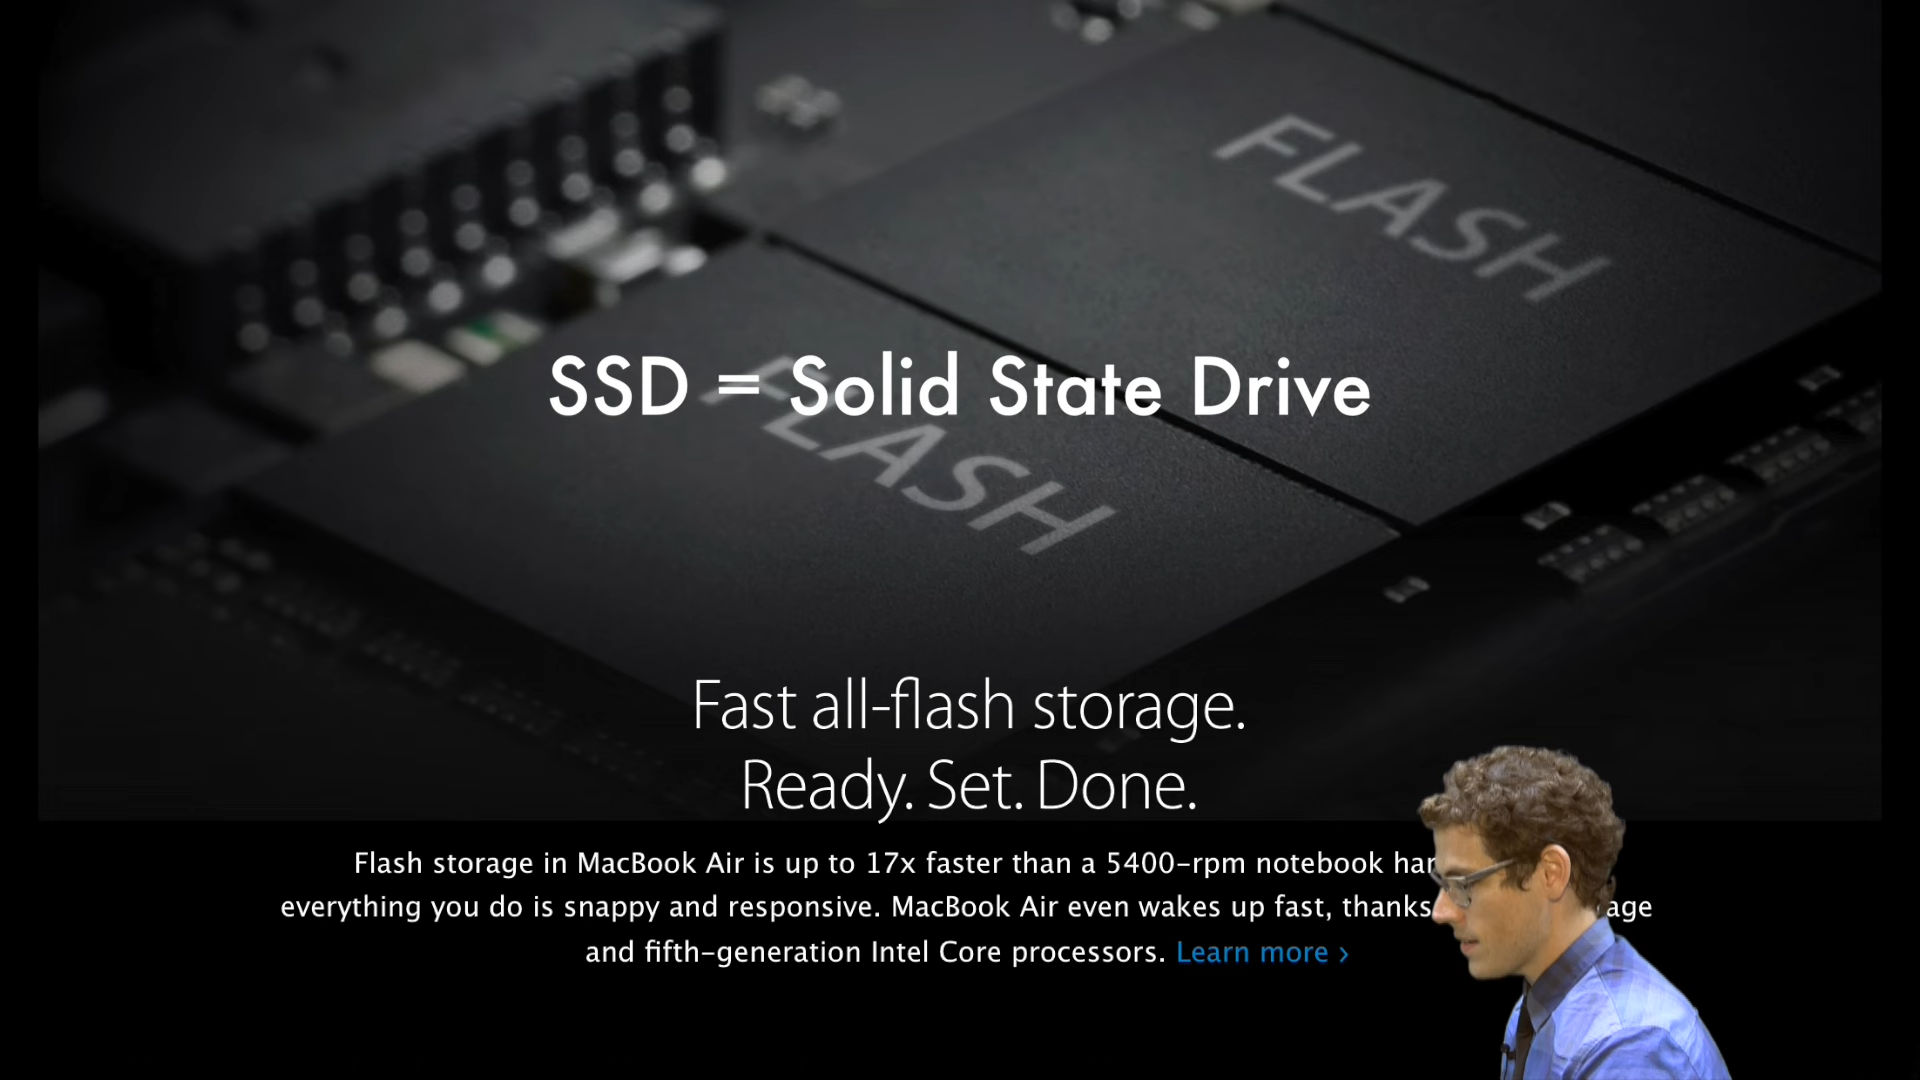 FLASH
SSD = Solid State Drive
FLASH
Fast all-flash storage.
Ready. Set. Done.
Flash storage in MacBook Air is up to 17x faster than a 5400-rpm notebook
everything you do is snappy and responsive. MacBook Air even wakes up fast, thanks
and fifth-generation Intel Core processors. Learn more ›